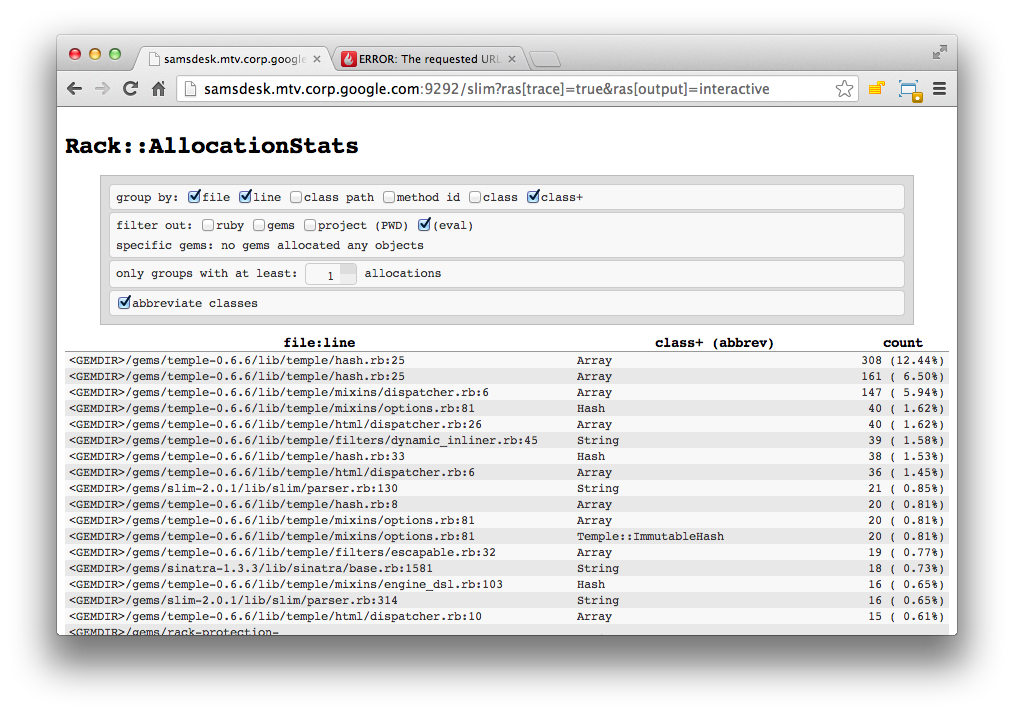 samsdesk.mtv.corp.google
ERROR: The requested URL
samsdesk.mtv.corp.google.com:9292/slim?ras[trace]=true&ras[output]=interactive
Rack::AllocationStats
group by: file line class path method id class class+
filter out: ruby gems project (PWD) (eval)
specific gems: no gems allocated any objects
only groups with at least: 1 allocations
abbreviate classes
file:line class+ (abbrev) count
<GEMDIR>/gems/temple-0.6.6/lib/temple/hash.rb:25 Array 308 (12.44%)
<GEMDIR>/gems/temple-0.6.6/lib/temple/hash.rb:25 Array 161 ( 6.50%)
<GEMDIR>/gems/temple-0.6.6/lib/temple/mixins/dispatcher.rb:6 Array 147 ( 5.94%)
<GEMDIR>/gems/temple-0.6.6/lib/temple/mixins/options.rb:81 Hash 40 ( 1.62%)
<GEMDIR>/gems/temple-0.6.6/lib/temple/html/dispatcher.rb:26 Array 40 ( 1.62%)
<GEMDIR>/gems/temple-0.6.6/lib/temple/filters/dynamic_inliner.rb:45 String 39 ( 1.58%)
<GEMDIR>/gems/temple-0.6.6/lib/temple/hash.rb:33 Hash 38 ( 1.53%)
<GEMDIR>/gems/temple-0.6.6/lib/temple/html/dispatcher.rb:6 Array 36 ( 1.45%)
<GEMDIR>/gems/slim-2.0.1/lib/slim/parser.rb:130 String 21 ( 0.85%)
<GEMDIR>/gems/temple-0.6.6/lib/temple/hash.rb:8 Array 20 ( 0.81%)
<GEMDIR>/gems/temple-0.6.6/lib/temple/mixins/options.rb:81 Array 20 ( 0.81%)
<GEMDIR>/gems/temple-0.6.6/lib/temple/mixins/options.rb:81 Temple::ImmutableHash 20 ( 0.81%)
<GEMDIR>/gems/temple-0.6.6/lib/temple/filters/escapable.rb:32 Array 19 ( 0.77%)
<GEMDIR>/gems/sinatra-1.3.3/lib/sinatra/base.rb:1581 String 18 ( 0.73%)
<GEMDIR>/gems/temple-0.6.6/lib/temple/mixins/engine_dsl.rb:103 Hash 16 ( 0.65%)
<GEMDIR>/gems/slim-2.0.1/lib/slim/parser.rb:314 String 16 ( 0.65%)
<GEMDIR>/gems/temple-0.6.6/lib/temple/html/dispatcher.rb:10 Array 15 ( 0.61%)
<GEMDIR>/gems/rack-protection-